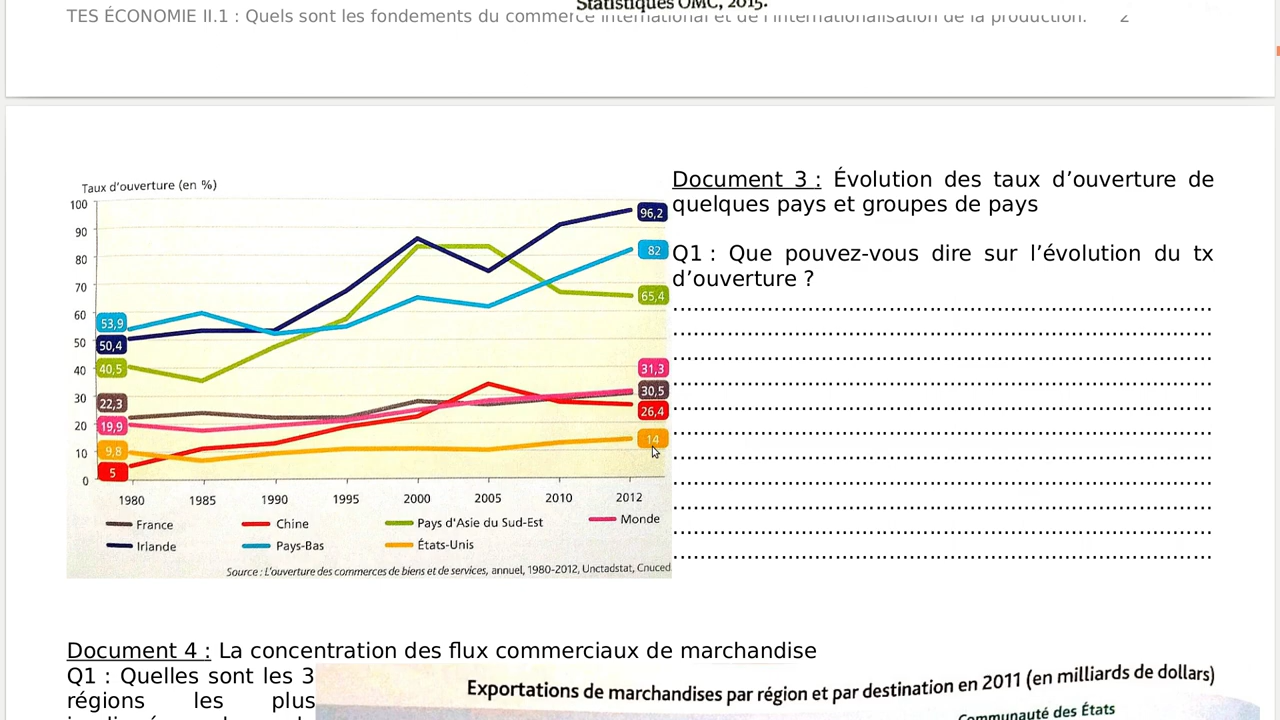 Statistiques OMC, 2015.
TES ÉCONOMIE II.1 : Quels sont les fondements du commerce international et de l'internationalisation de la production. 2
Taux d'ouverture (en %)
100
90
80
70
60
50
40
30
20
10
0
53,9
50,4
40,5
22,3
19,9
9,8
5
96,2
82
65,4
31,3
30,5
26,4
14
1980 1985 1990 1995 2000 2005 2010 2012
France Chine Pays d'Asie du Sud-Est Monde
Irlande Pays-Bas États-Unis
Source : L'ouverture des commerces de biens et de services, annuel, 1980-2012, Unctadstat, Cnuced
Document 3 : Évolution des taux d’ouverture de
quelques pays et groupes de pays
Q1 : Que pouvez-vous dire sur l’évolution du tx
d’ouverture ?
Document 4 : La concentration des flux commerciaux de marchandise
Q1 : Quelles sont les 3
régions les plus
Exportations de marchandises par région et par destination en 2011 (en milliards de dollars)
Communauté des États